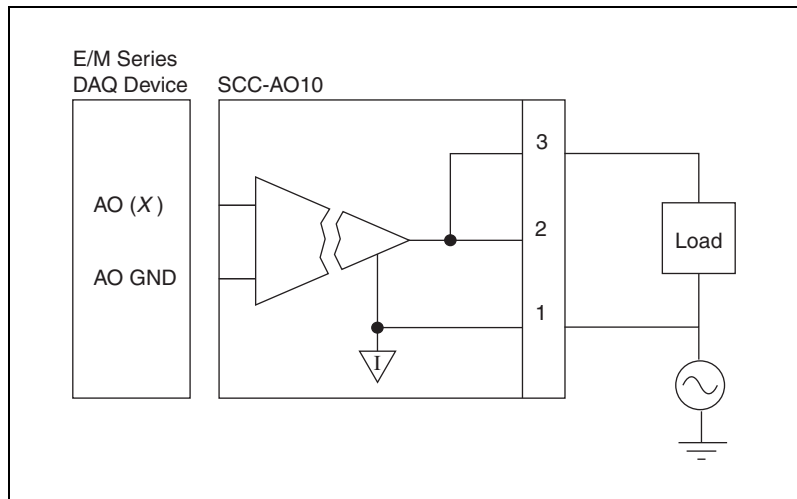 E/M Series
DAQ Device
SCC-AO10
AO (X)
AO GND
3
2
1
I
Load